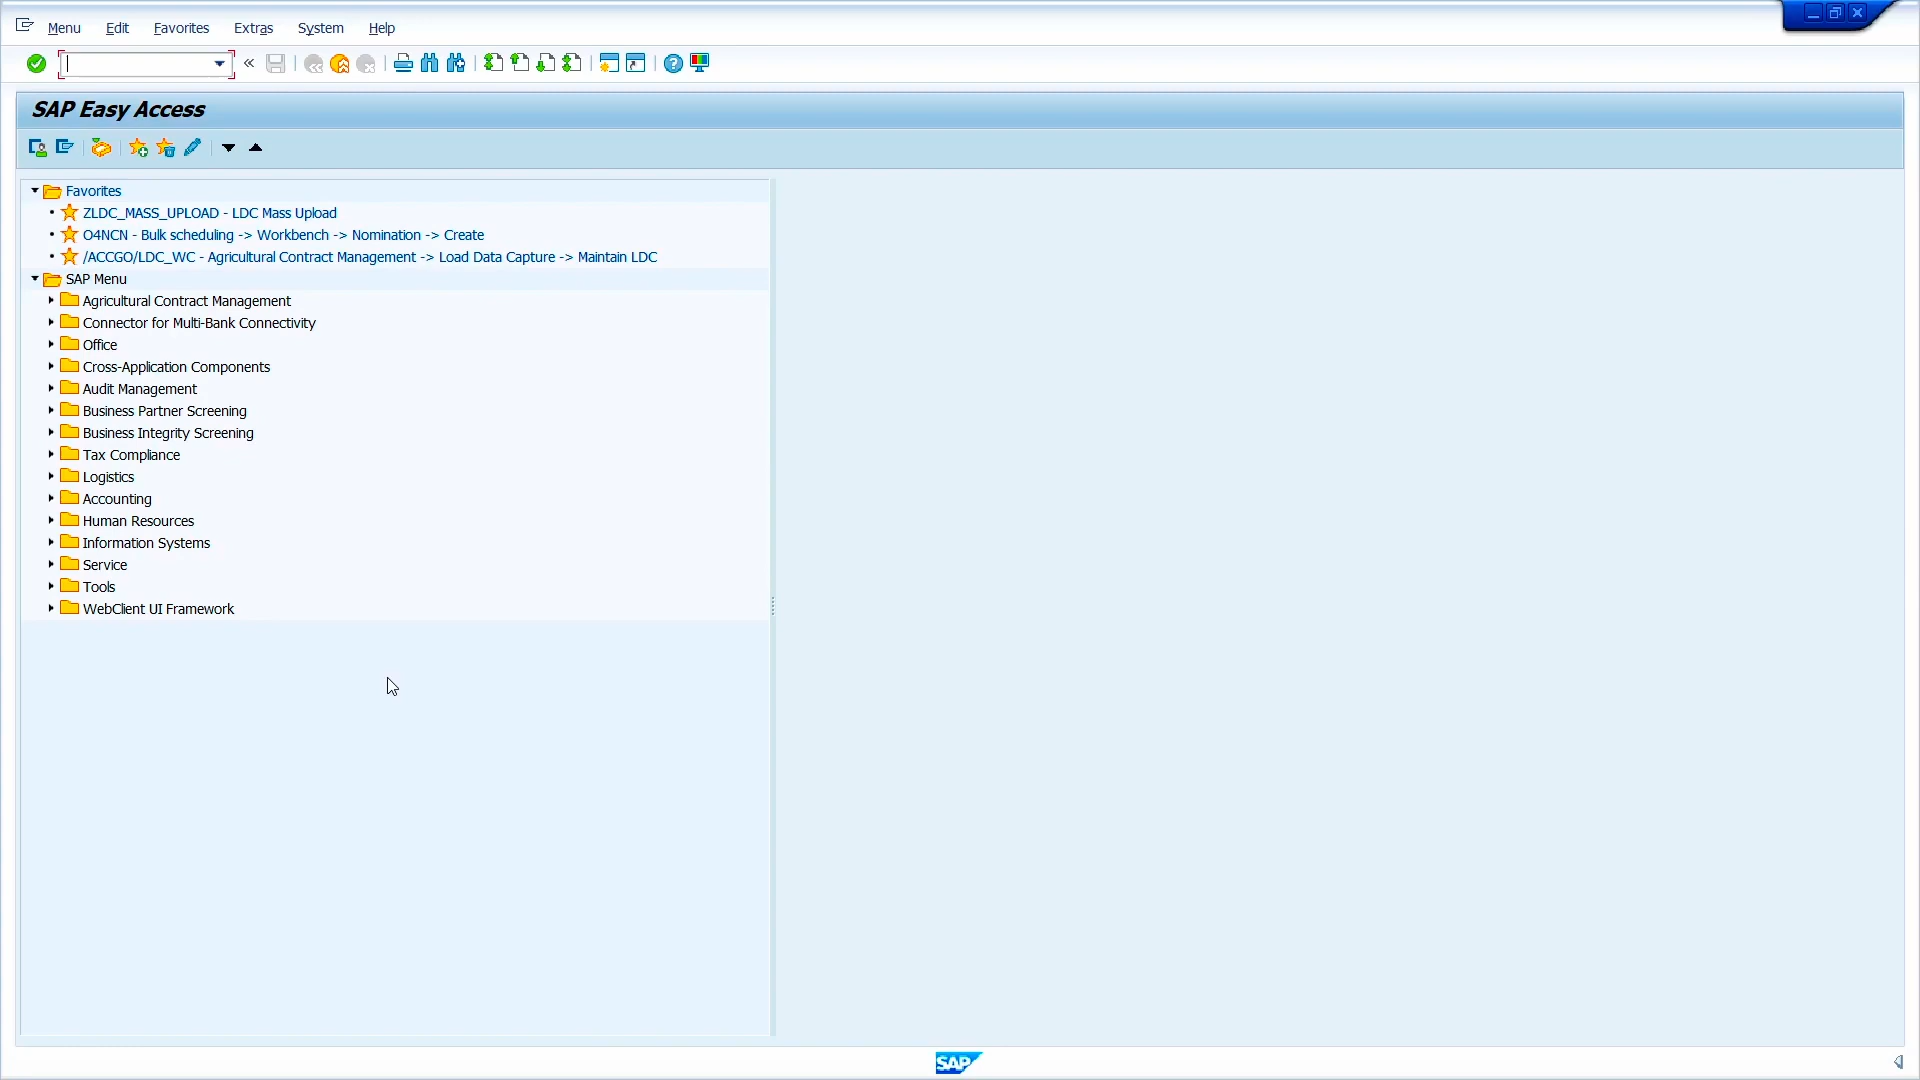 Menu Edit Favorites Extras System Help
SAP Easy Access
Favorites
ZLDC_MASS_UPLOAD - LDC Mass Upload
O4NCN - Bulk scheduling -> Workbench -> Nomination -> Create
/ACCGO/LDC_WC - Agricultural Contract Management -> Load Data Capture -> Maintain LDC
SAP Menu
Agricultural Contract Management
Connector for Multi-Bank Connectivity
Office
Cross-Application Components
Audit Management
Business Partner Screening
Business Integrity Screening
Tax Compliance
Logistics
Accounting
Human Resources
Information Systems
Service
Tools
WebClient UI Framework
SAP